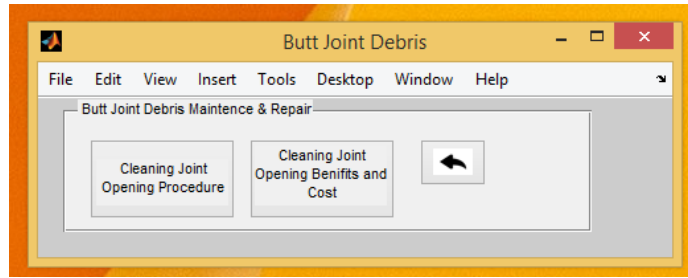 Butt Joint Debris
File Edit View Insert Tools Desktop Window Help
Butt Joint Debris Maintence & Repair
Cleaning Joint
Opening Procedure
Cleaning Joint
Opening Benifits and
Cost